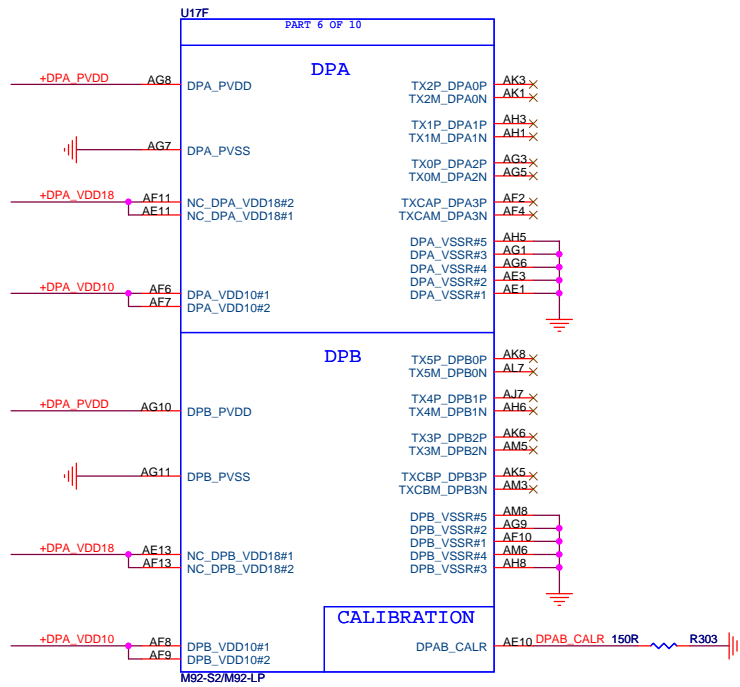 U17F
PART 6 OF 10
DPA
+DPA_PVDD AG8 DPA_PVDD TX2P_DPA0P AK3
TX2M_DPA0N AK1
TX1P_DPA1P AH3
TX1M_DPA1N AH1
AG7 DPA_PVSS
TX0P_DPA2P AG3
TX0M_DPA2N AG5
+DPA_VDD18 AF11 NC_DPA_VDD18#2 TXCAP_DPA3P AF2
AE11 NC_DPA_VDD18#1 TXCAM_DPA3N AF4
DPA_VSSR#5 AH5
DPA_VSSR#3 AG1
DPA_VSSR#4 AG6
DPA_VSSR#2 AE3
+DPA_VDD10 AF6 DPA_VDD10#1 DPA_VSSR#1 AE1
AF7 DPA_VDD10#2
DPB
TX5P_DPB0P AK8
TX5M_DPB0N AL7
TX4P_DPB1P AJ7
+DPA_PVDD AG10 DPB_PVDD TX4M_DPB1N AH6
TX3P_DPB2P AK6
TX3M_DPB2N AM5
AG11 DPB_PVSS TXCBP_DPB3P AK5
TXCBM_DPB3N AM3
DPB_VSSR#5 AM8
DPB_VSSR#2 AG9
DPB_VSSR#1 AF10
+DPA_VDD18 AE13 NC_DPB_VDD18#1 DPB_VSSR#4 AM6
AF13 NC_DPB_VDD18#2 DPB_VSSR#3 AH8
CALIBRATION
+DPA_VDD10 AF8 DPB_VDD10#1 DPAB_CALR AE10 DPAB_CALR 150R R303
AF9 DPB_VDD10#2
M92-S2/M92-LP